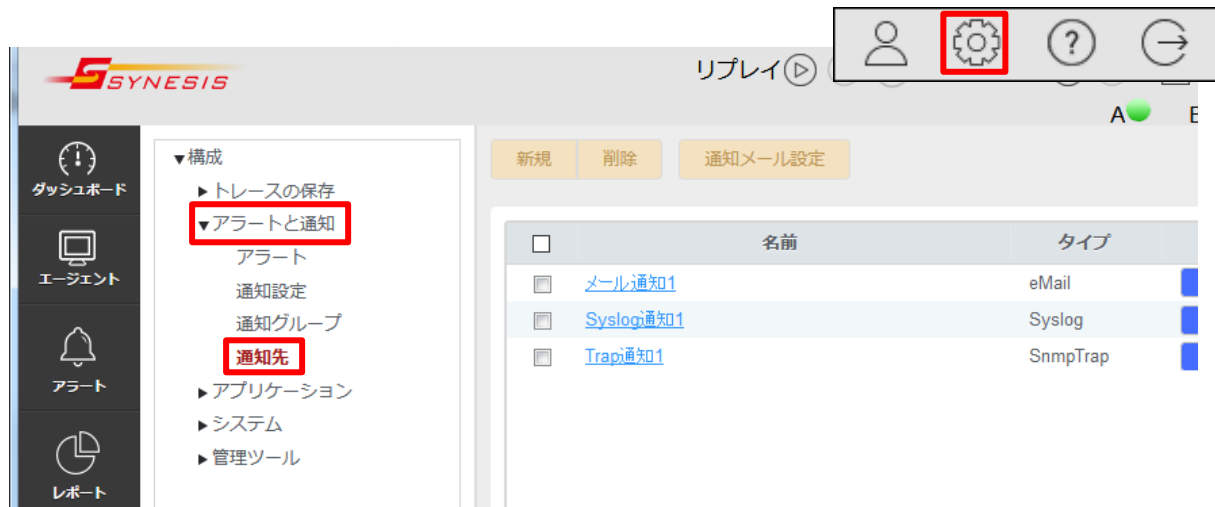 SYNESIS
リプレイ
?
A
E
ダッシュボード
エージェント
アラート
レポート
▼構成
▶トレースの保存
▼アラートと通知
アラート
通知設定
通知グループ
通知先
▶アプリケーション
▶システム
▶管理ツール
新規 削除 通知メール設定
名前 タイプ
メール通知1 eMail
Syslog通知1 Syslog
Trap通知1 SnmpTrap